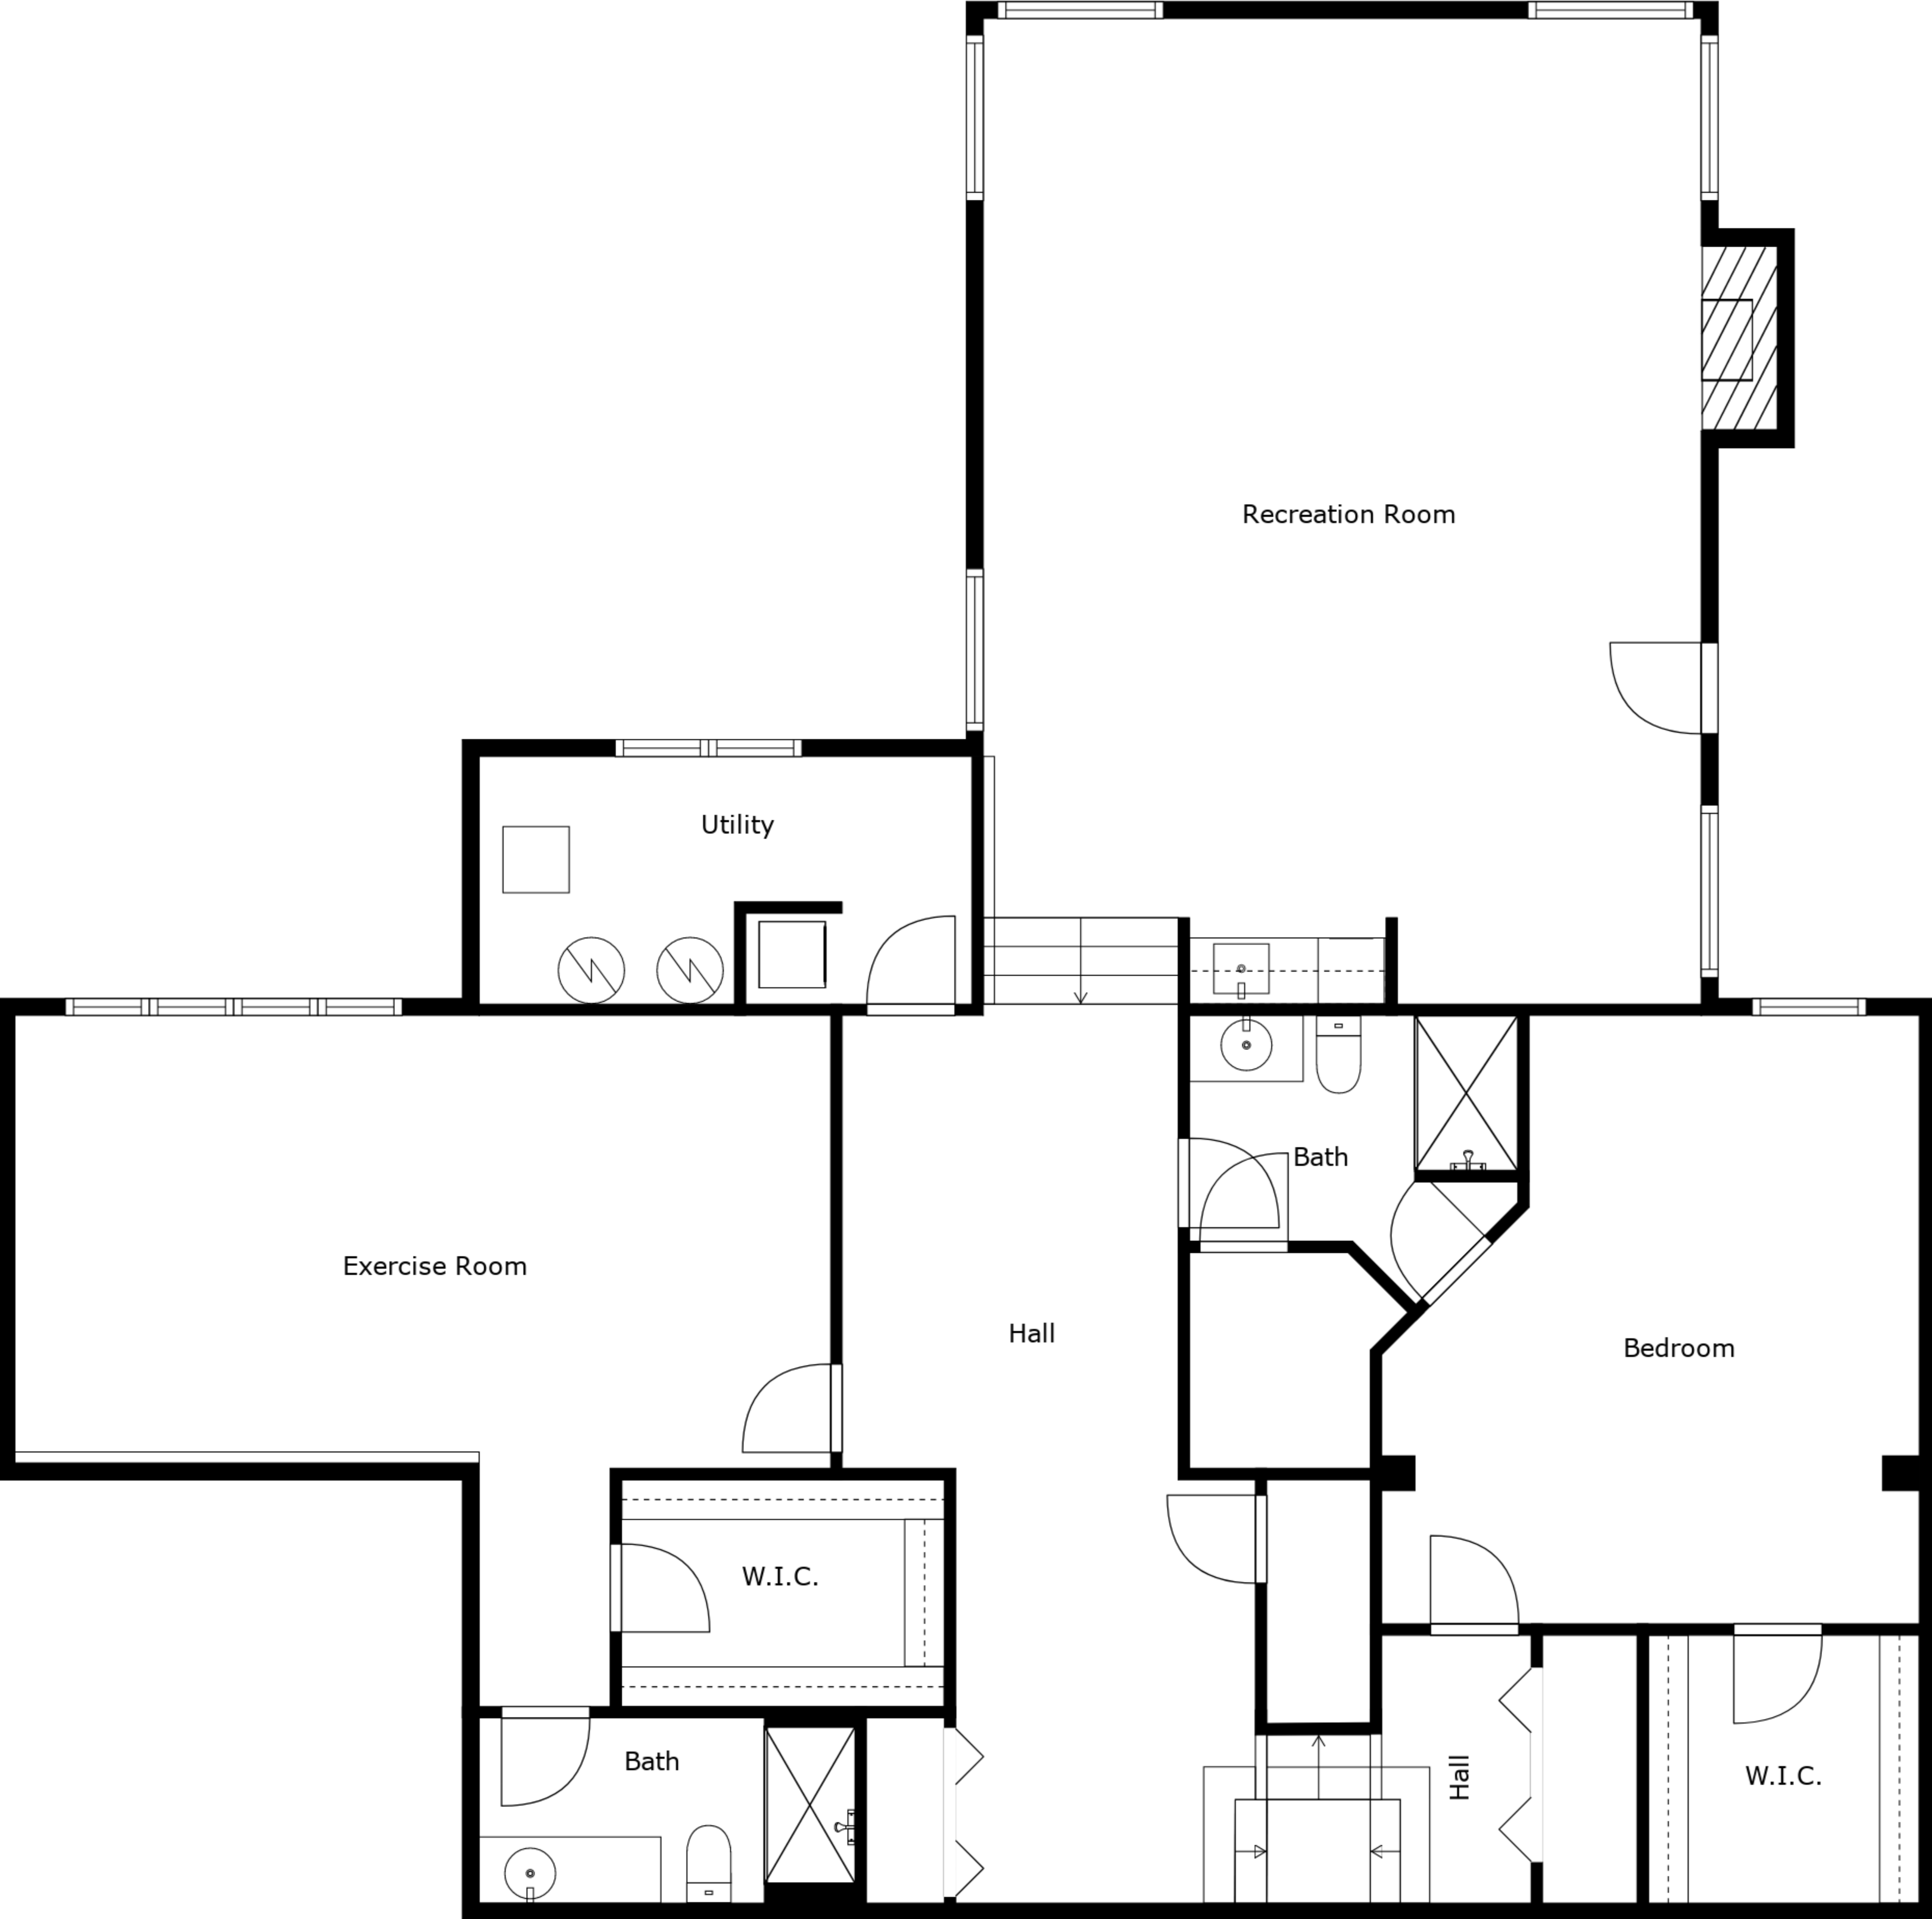 Recreation Room
Utility
Bath
Exercise Room
Hall
Bedroom
W.I.C.
Bath
Hall
W.I.C.